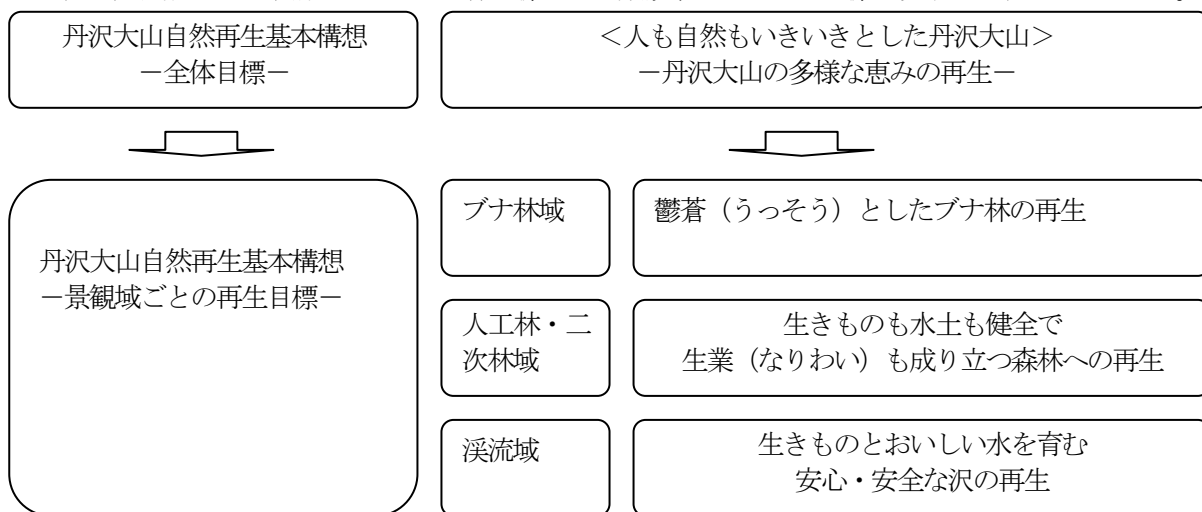 丹沢大山自然再生基本構想
－全体目標－
＜人も自然もいきいきとした丹沢大山＞
－丹沢大山の多様な恵みの再生－
丹沢大山自然再生基本構想
－景観域ごとの再生目標－
ブナ林域
鬱蒼（うっそう）としたブナ林の再生
人工林・二
次林域
生きものも水土も健全で
生業（なりわい）も成り立つ森林への再生
渓流域
生きものとおいしい水を育む
安心・安全な沢の再生